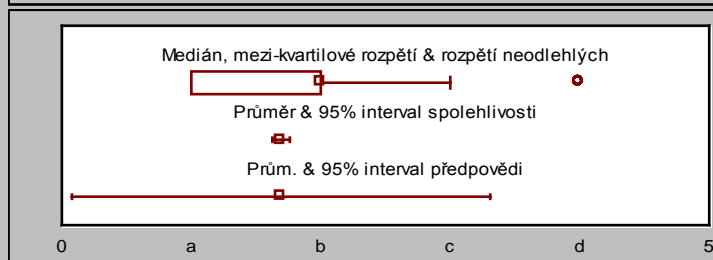 Medián, mezi-kvartilové rozpětí & rozpětí neodlehlých
Průměr & 95% interval spolehlivosti
Prům. & 95% interval předpovědi
0 a b c d 5